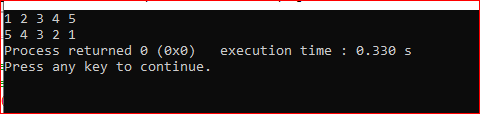 1 2 3 4 5
5 4 3 2 1
Process returned 0 (0x0)   execution time : 0.330 s
Press any key to continue.